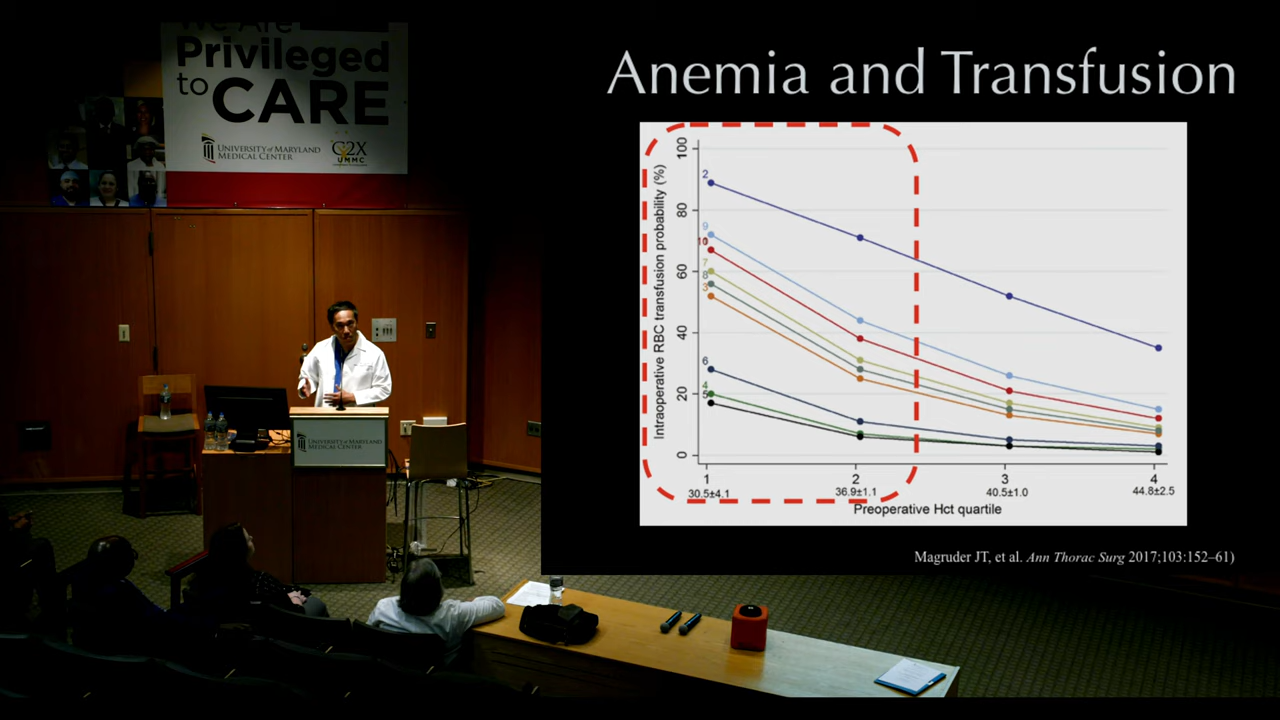 We Are
Privileged
to CARE
UNIVERSITY of MARYLAND
MEDICAL CENTER
C2X
UMMC
UNIVERSITY of MARYLAND
MEDICAL CENTER
Anemia and Transfusion
Intraoperative RBC transfusion probability (%)
100
80
60
40
20
0
2
9
10
7
8
3
6
4
5
1 2 3 4
30.5±4.1 36.9±1.1 40.5±1.0 44.8±2.5
Preoperative Hct quartile
Magruder JT, et al. Ann Thorac Surg 2017;103:152–61)